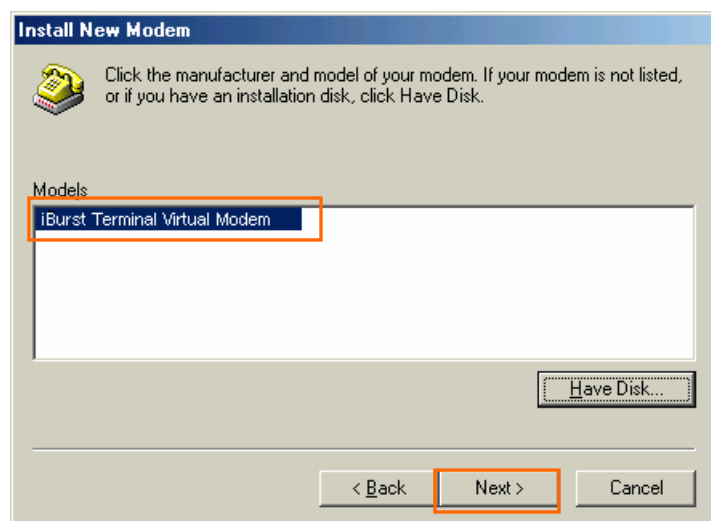 Install New Modem
Click the manufacturer and model of your modem. If your modem is not listed,
or if you have an installation disk, click Have Disk.
Models
iBurst Terminal Virtual Modem
Have Disk...
< Back Next > Cancel